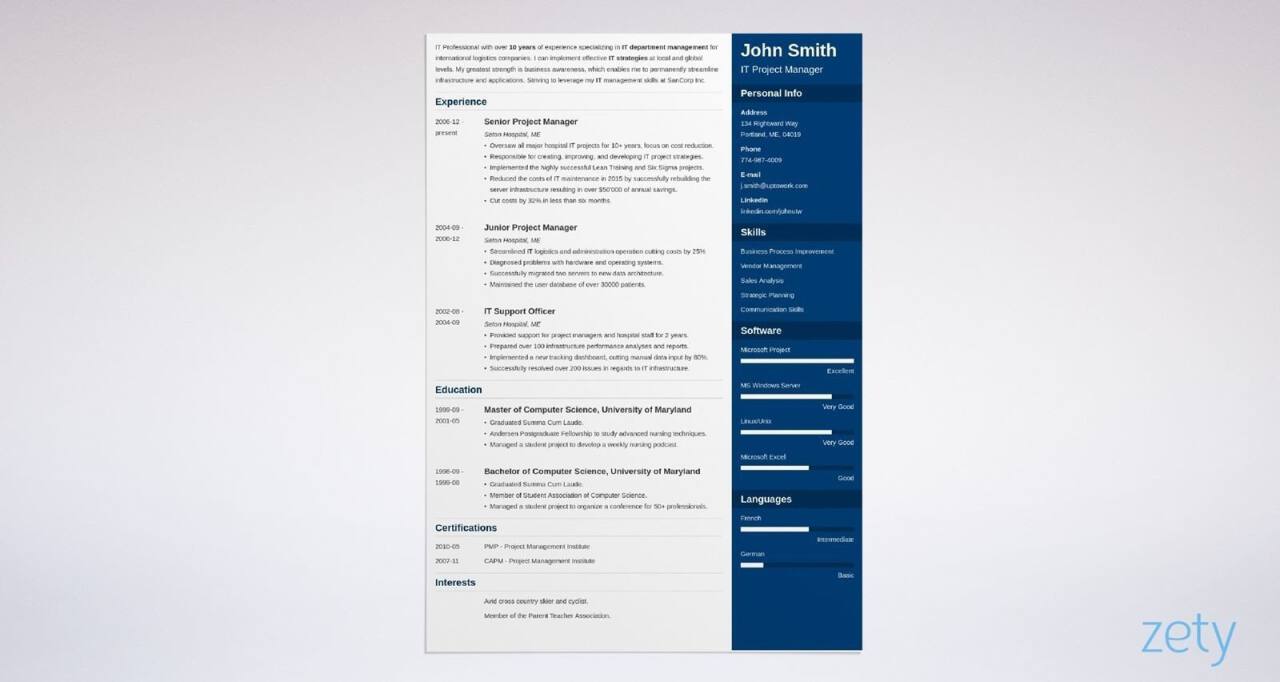 IT Professional with over 10 years of experience specializing in IT department management for
international logistics companies. I can implement effective IT strategies at local and global
levels. My greatest strength is business awareness, which enables me to permanently streamline
infrastructure and applications. Striving to leverage my IT management skills at SanCorp Inc.
Experience
2006-12 -
present
Senior Project Manager
Seton Hospital, ME
• Oversaw all major hospital IT projects for 10+ years, focus on cost reduction.
• Responsible for creating, improving, and developing IT project strategies.
• Implemented the highly successful Lean Training and Six Sigma projects.
• Reduced the costs of IT maintenance in 2015 by successfully rebuilding the
server infrastructure resulting in over $50'000 of annual savings.
• Cut costs by 32% in less than six months.
2004-09 -
2006-12
Junior Project Manager
Seton Hospital, ME
• Streamlined IT logistics and administration operation cutting costs by 25%
• Diagnosed problems with hardware and operating systems.
• Successfully migrated two servers to new data architecture.
• Maintained the user database of over 30000 patients.
2002-08 -
2004-09
IT Support Officer
Seton Hospital, ME
• Provided support for project managers and hospital staff for 2 years.
• Prepared over 100 infrastructure performance analyses and reports.
• Implemented a new tracking dashboard, cutting manual data input by 80%.
• Successfully resolved over 200 issues in regards to IT infrastructure.
Education
1999-09 -
2001-05
Master of Computer Science, University of Maryland
• Graduated Summa Cum Laude.
• Andersen Postgraduate Fellowship to study advanced nursing techniques.
• Managed a student project to develop a weekly nursing podcast.
1996-09 -
1999-08
Bachelor of Computer Science, University of Maryland
• Graduated Summa Cum Laude.
• Member of Student Association of Computer Science.
• Managed a student project to organize a conference for 50+ professionals.
Certifications
2010-05 PMP - Project Management Institute
2007-11 CAPM - Project Management Institute
Interests
Avid cross country skier and cyclist.
Member of the Parent Teacher Association.
John Smith
IT Project Manager
Personal Info
Address
134 Rightward Way
Portland, ME, 04019
Phone
774-987-4009
E-mail
j.smith@uptowork.com
LinkedIn
linkedin.com/johnutw
Skills
Business Process Improvement
Vendor Management
Sales Analysis
Strategic Planning
Communication Skills
Software
Microsoft Project
Excellent
MS Windows Server
Very Good
Linux/Unix
Very Good
Microsoft Excel
Good
Languages
French
Intermediate
German
Basic
zety